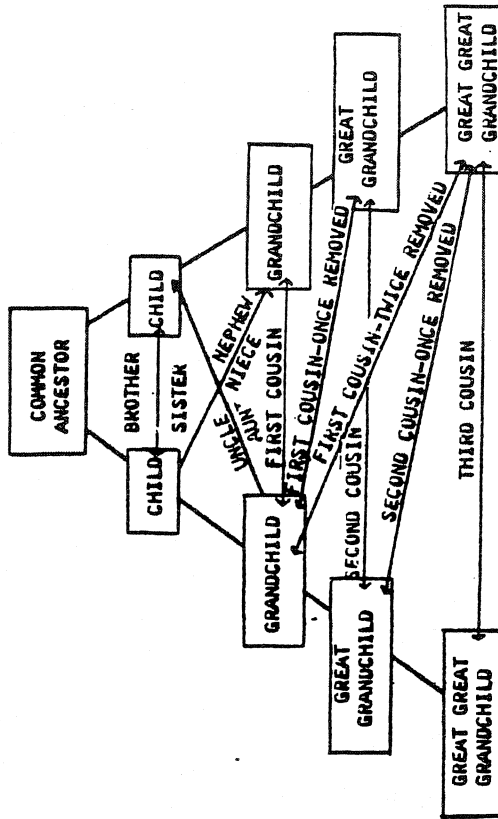 COMMON
ANCESTOR
BROTHER
SISTER
CHILD
CHILD
UNCLE
AUNT
NEPHEW
NIECE
GRANDCHILD
FIRST COUSIN
GRANDCHILD
FIRST COUSIN-ONCE REMOVED
FIRST COUSIN-TWICE REMOVED
GREAT
GRANDCHILD
SECOND COUSIN
GREAT
GRANDCHILD
SECOND COUSIN-ONCE REMOVED
GREAT GREAT
GRANDCHILD
THIRD COUSIN
GREAT GREAT
GRANDCHILD